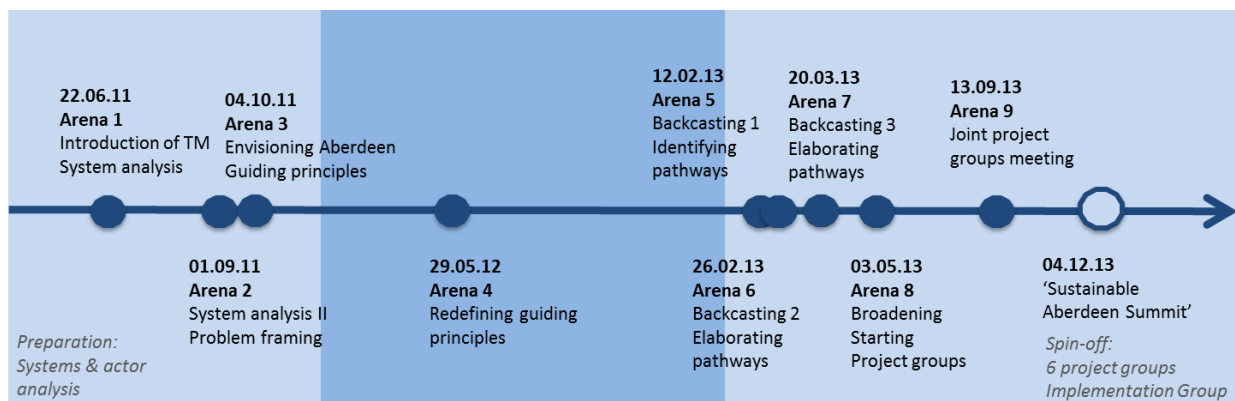 22.06.11
Arena 1
Introduction of TM
System analysis
04.10.11
Arena 3
Envisioning Aberdeen
Guiding principles
12.02.13
Arena 5
Backcasting 1
Identifying
pathways
20.03.13
Arena 7
Backcasting 3
Elaborating
pathways
13.09.13
Arena 9
Joint project
groups meeting
Preparation:
Systems & actor
analysis
01.09.11
Arena 2
System analysis II
Problem framing
29.05.12
Arena 4
Redefining guiding
principles
26.02.13
Arena 6
Backcasting 2
Elaborating
pathways
03.05.13
Arena 8
Broadening
Starting
Project groups
04.12.13
‘Sustainable
Aberdeen Summit’
Spin-off:
6 project groups
Implementation Group